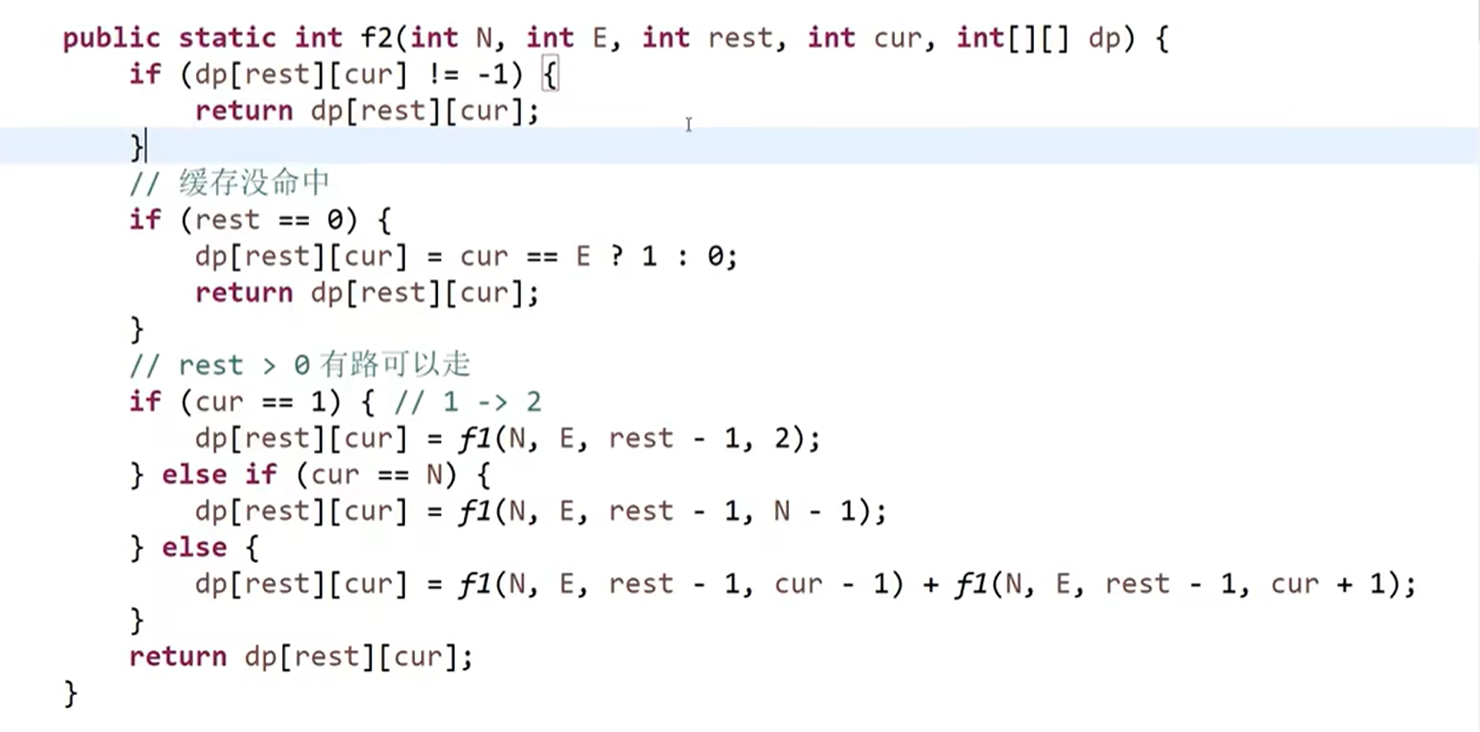 public static int f2(int N, int E, int rest, int cur, int[][] dp) {
    if (dp[rest][cur] != -1) {
        return dp[rest][cur];
    }
    // 缓存没命中
    if (rest == 0) {
        dp[rest][cur] = cur == E ? 1 : 0;
        return dp[rest][cur];
    }
    // rest > 0 有路可以走
    if (cur == 1) { // 1 -> 2
        dp[rest][cur] = f1(N, E, rest - 1, 2);
    } else if (cur == N) {
        dp[rest][cur] = f1(N, E, rest - 1, N - 1);
    } else {
        dp[rest][cur] = f1(N, E, rest - 1, cur - 1) + f1(N, E, rest - 1, cur + 1);
    }
    return dp[rest][cur];
}